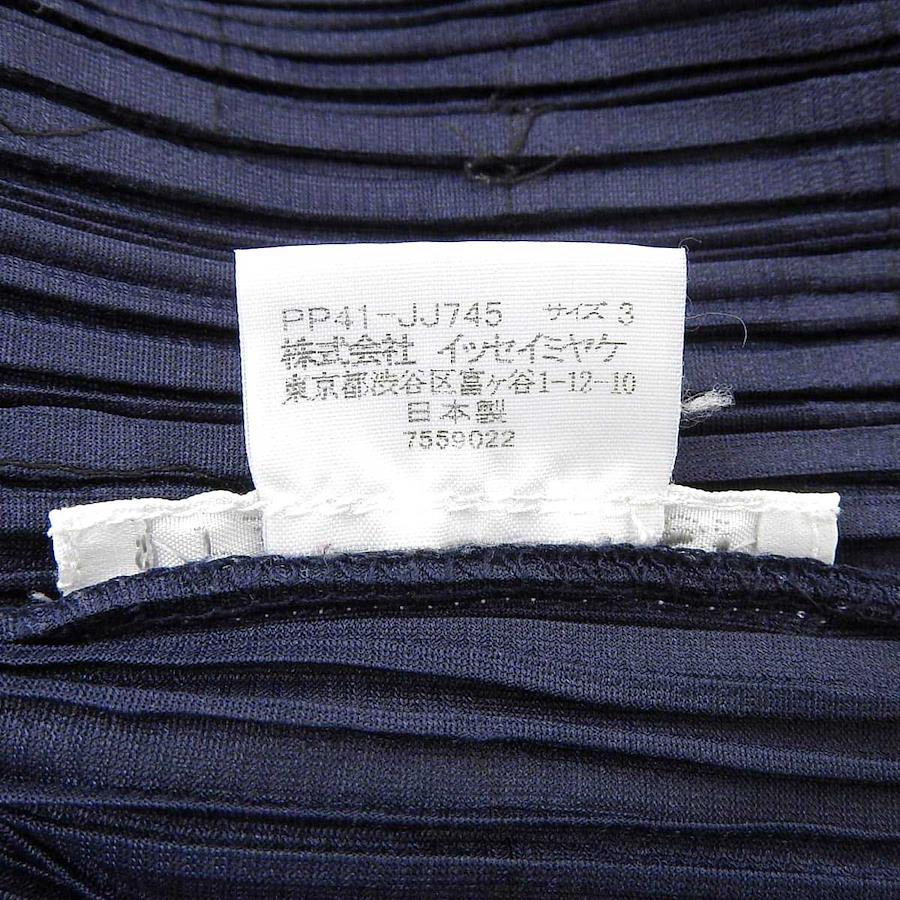 PP41-JJ745 サイズ 3
株式会社 イッセイミヤケ
東京都渋谷区富ヶ谷1-12-10
日本製
7559022